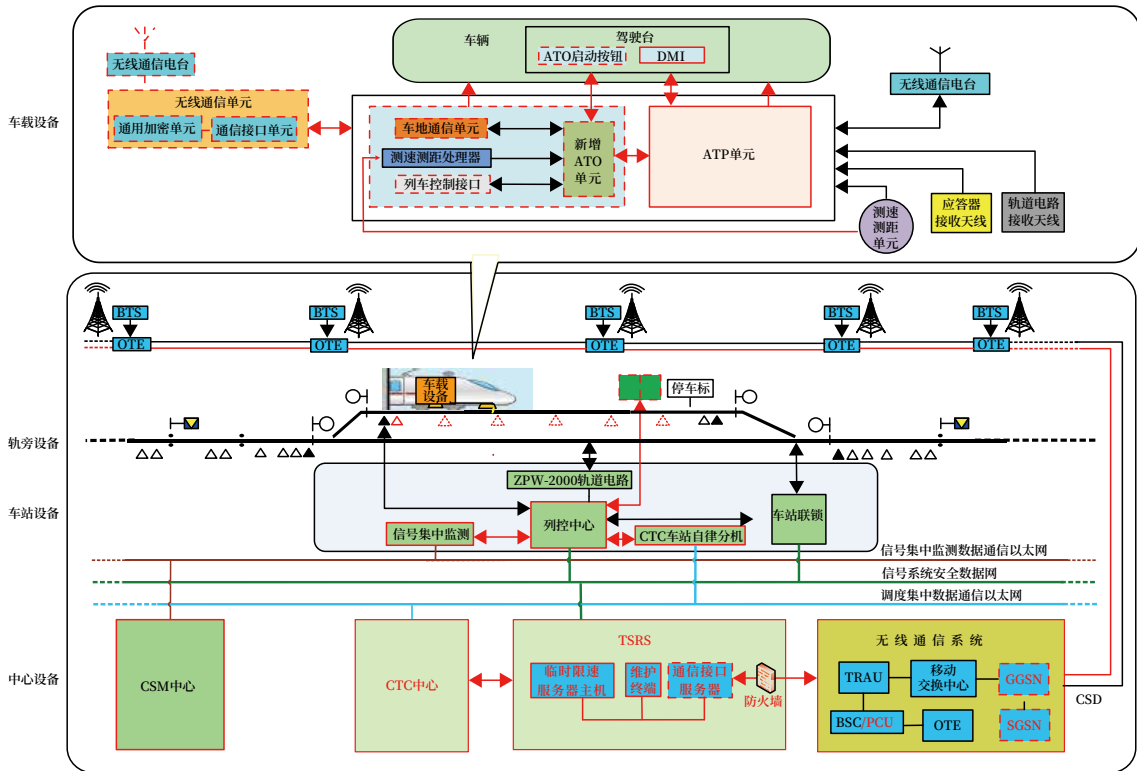 车辆
驾驶台
ATO启动按钮
DMI
无线通信电台
无线通信单元
通用加密单元
通信接口单元
车载设备
车地通信单元
测速测距处理器
列车控制接口
新增
ATO
单元
ATP单元
无线通信电台
测速
测距
单元
应答器
接收天线
轨道电路
接收天线
BTS
OTE
BTS
OTE
BTS
OTE
BTS
OTE
BTS
OTE
车载
设备
停车标
轨旁设备
ZPW-2000轨道电路
车站设备
信号集中监测
列控中心
CTC车站自律分机
车站联锁
信号集中监测数据通信以太网
信号系统安全数据网
调度集中数据通信以太网
中心设备
CSM中心
CTC中心
TSRS
临时限速
服务器主机
维护
终端
通信接口
服务器
防火墙
无线通信系统
TRAU
移动
交换中心
GGSN
BSC/PCU
OTE
SGSN
CSD